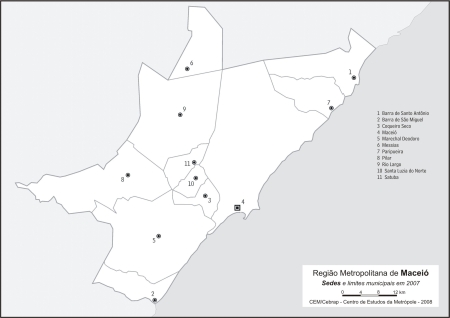 6
1
9
7
11
10
8
3
4
5
2
1 Barra de Santo Antônio
2 Barra de São Miguel
3 Coqueiro Seco
4 Maceió
5 Marechal Deodoro
6 Messias
7 Paripueira
8 Pilar
9 Rio Largo
10 Santa Luzia do Norte
11 Satuba
Região Metropolitana de Maceió
Sedes e limites municipais em 2007
0 4 8 12 km
CEM/Cebrap - Centro de Estudos da Metrópole - 2008